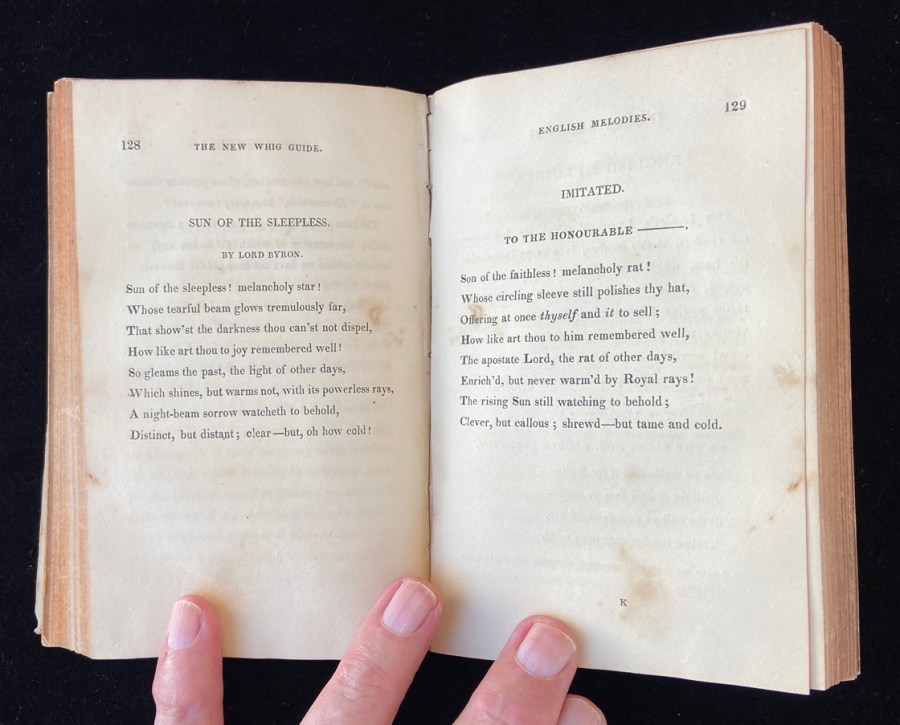 128
THE NEW WHIG GUIDE.
SUN OF THE SLEEPLESS.
BY LORD BYRON.
Sun of the sleepless! melancholy star!
Whose tearful beam glows tremulously far,
That show'st the darkness thou can'st not dispel,
How like art thou to joy remembered well!
So gleams the past, the light of other days,
Which shines, but warms not, with its powerless rays,
A night-beam sorrow watcheth to behold,
Distinct, but distant; clear—but, oh how cold!
ENGLISH MELODIES.
129
IMITATED.
TO THE HONOURABLE ———.
Son of the faithless! melancholy rat!
Whose circling sleeve still polishes thy hat,
Offering at once thyself and it to sell;
How like art thou to him remembered well,
The apostate Lord, the rat of other days,
Enrich'd, but never warm'd by Royal rays!
The rising Sun still watching to behold;
Clever, but callous; shrewd—but tame and cold.
K